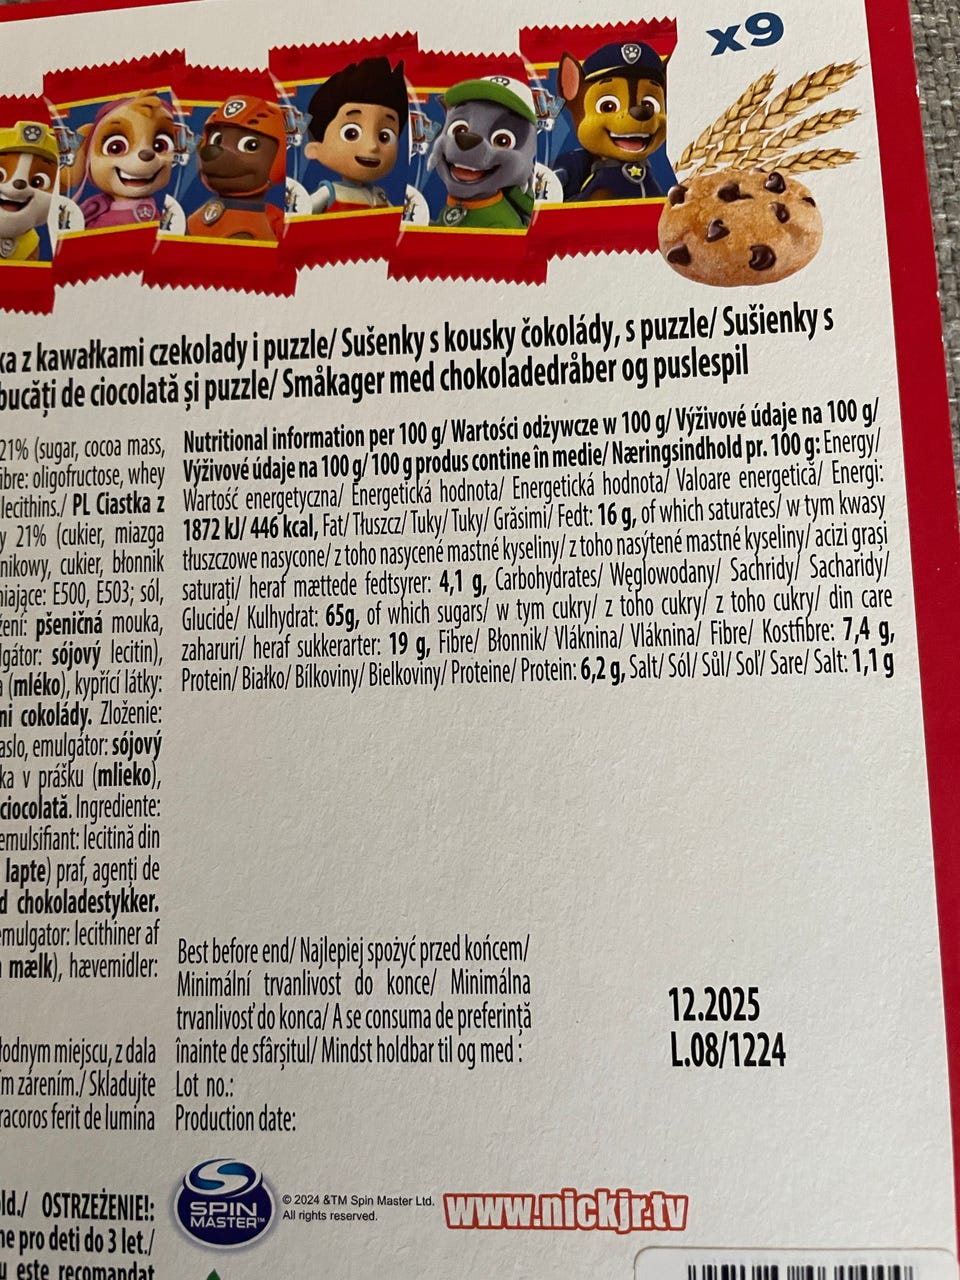 x9
ka z kawałkami czekolady i puzzle/ Sušenky s kousky čokolády, s puzzle/ Sušienky s
bucăți de ciocolată și puzzle/ Småkager med chokoladedråber og puslespil
21% (sugar, cocoa mass,
fibre: oligofructose, whey
lecithins./ PL Ciastka z
y 21% (cukier, miazga
nikowy, cukier, błonnik
niające: E500, E503; sól,
žení: pšeničná mouka,
lgátor: sójový lecitin),
a (mléko), kypřící látky:
mi cokolády. Zloženie:
aslo, emulgátor: sójový
ka v prášku (mlieko),
ciocolată. Ingrediente:
emulsifiant: lecitină din
lapte) praf, agenți de
d chokoladestykker.
emulgator: lecithiner af
mælk), hævemidler:
Nutritional information per 100 g/ Wartości odżywcze w 100 g/ Výživové údaje na 100 g/
Výživové údaje na 100 g/ 100 g produs contine în medie/ Næringsindhold pr. 100 g: Energy/
Wartość energetyczna/ Energetická hodnota/ Energetická hodnota/ Valoare energetică/ Energi:
1872 kJ/ 446 kcal, Fat/ Tłuszcz/ Tuky/ Tuky/ Grăsimi/ Fedt: 16 g, of which saturates/ w tym kwasy
tłuszczowe nasycone/ z toho nasycené mastné kyseliny/ z toho nasýtené mastné kyseliny/ acizi grași
saturați/ heraf mættede fedtsyrer: 4,1 g, Carbohydrates/ Węglowodany/ Sachridy/ Sacharidy/
Glucide/ Kulhydrat: 65g, of which sugars/ w tym cukry/ z toho cukry/ z toho cukry/ din care
zaharuri/ heraf sukkerarter: 19 g, Fibre/ Błonnik/ Vláknina/ Vláknina/ Fibre/ Kostfibre: 7,4 g,
Protein/ Białko/ Bílkoviny/ Bielkoviny/ Proteine/ Protein: 6,2 g, Salt/ Sól/ Sůl/ Soľ/ Sare/ Salt: 1,1 g
Best before end/ Najlepiej spożyć przed końcem/
Minimální trvanlivost do konce/ Minimálna
trvanlivosť do konca/ A se consuma de preferință
înainte de sfârșitul/ Mindst holdbar til og med :
Lot no.:
Production date:
12.2025
L.08/1224
łodnym miejscu, z dala
ím zárením./ Skladujte
racoros ferit de lumina
ld./ OSTRZEŻENIE!:
ne pro deti do 3 let./
u este recomandat
SPIN
MASTER™
© 2024 &TM Spin Master Ltd.
All rights reserved.
www.nickjr.tv